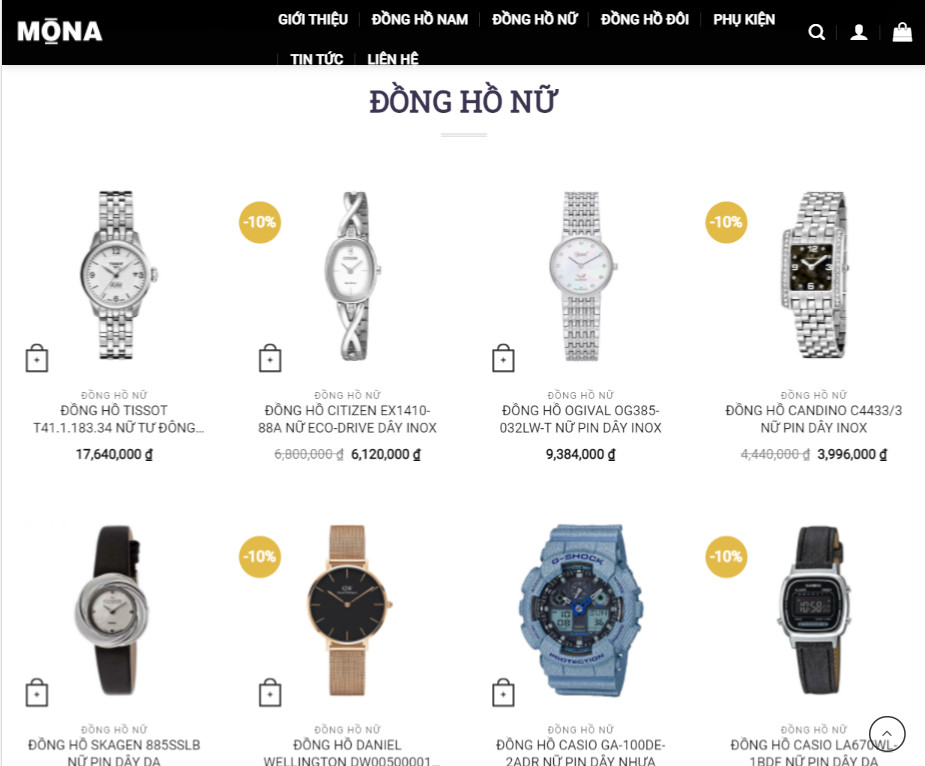 MŌNA
GIỚI THIỆU
ĐỒNG HỒ NAM
ĐỒNG HỒ NỮ
ĐỒNG HỒ ĐÔI
PHỤ KIỆN
TIN TỨC
LIÊN HỆ
ĐỒNG HỒ NỮ
-10%
-10%
ĐỒNG HỒ NỮ
ĐỒNG HỒ TISSOT
T41.1.183.34 NỮ TỰ ĐỘNG...
17,640,000 ₫
ĐỒNG HỒ NỮ
ĐỒNG HỒ CITIZEN EX1410-
88A NỮ ECO-DRIVE DÂY INOX
6,800,000 ₫ 6,120,000 ₫
ĐỒNG HỒ NỮ
ĐỒNG HỒ OGIVAL OG385-
032LW-T NỮ PIN DÂY INOX
9,384,000 ₫
ĐỒNG HỒ NỮ
ĐỒNG HỒ CANDINO C4433/3
NỮ PIN DÂY INOX
4,440,000 ₫ 3,996,000 ₫
-10%
G-SHOCK
PROTECTION
-10%
10:58
ĐỒNG HỒ NỮ
ĐỒNG HỒ SKAGEN 885SSLB
NỮ PIN DÂY DA
ĐỒNG HỒ NỮ
ĐỒNG HỒ DANIEL
WELLINGTON DW00500001...
ĐỒNG HỒ NỮ
ĐỒNG HỒ CASIO GA-100DE-
2ADR NỮ PIN DÂY NHỰA
ĐỒNG HỒ NỮ
ĐỒNG HỒ CASIO LA670WL-
1BDF NỮ PIN DÂY DA